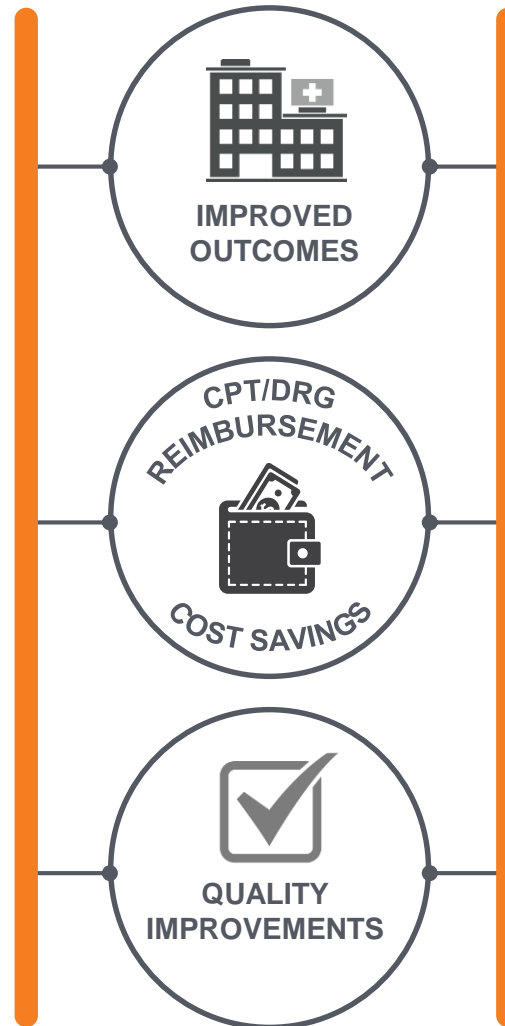 IMPROVED
OUTCOMES
CPT/DRG
REIMBURSEMENT
COST SAVINGS
QUALITY
IMPROVEMENTS